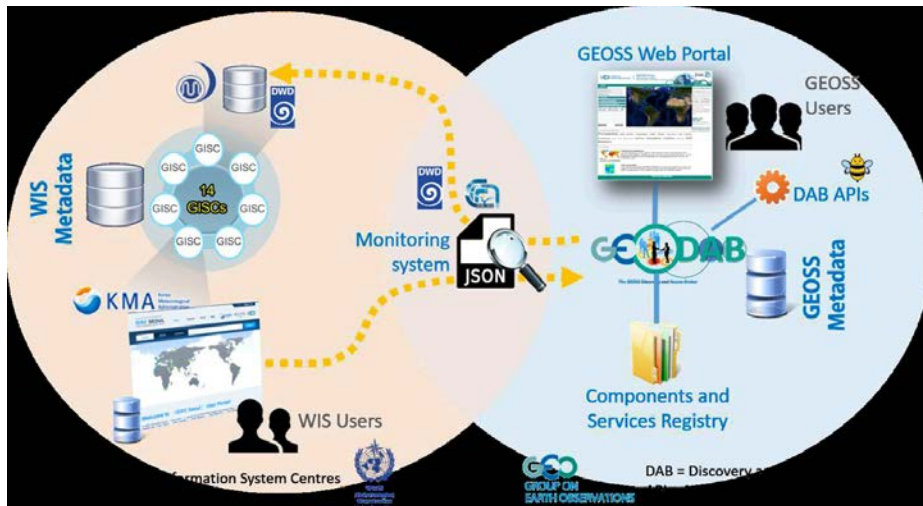 GEOSS Web Portal
GEOSS
Users
DWD
WIS
Metadata
GISC
GISC
GISC
GISC
GISC
GISC
GISC
14
GISCs
DWD
DAB APIs
Monitoring
system
JSON
GEO DAB
GEOSS
Metadata
KMA
Components and
Services Registry
WIS Users
formation System Centres
GEO
GROUP ON
EARTH OBSERVATIONS
DAB = Discovery a